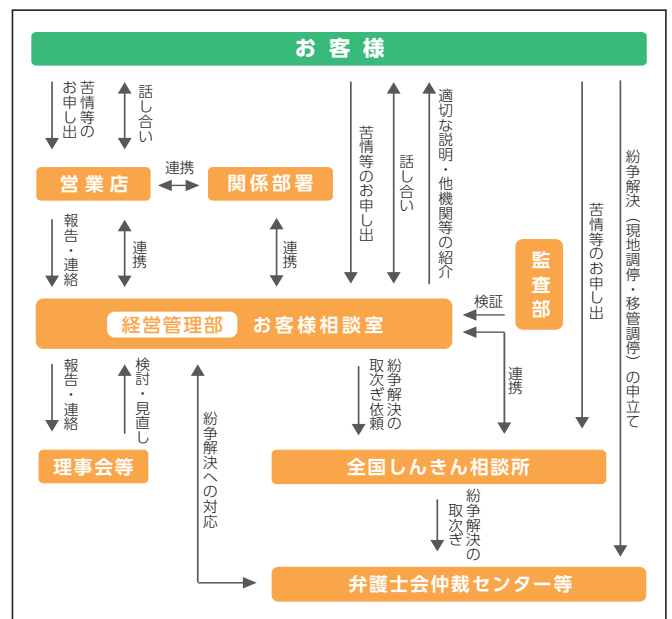 お客様
苦情等の
お申し出
話し合い
苦情等のお申し出
話し合い
適切な説明・他機関等の紹介
苦情等のお申し出
紛争解決（現地調停・移管調停）の申立て
営業店
連携
関係部署
報告・連絡
連携
連携
監査部
検証
経営管理部 お客様相談室
報告・連絡
検討・見直し
紛争解決への対応
紛争解決の
取次ぎ依頼
連携
理事会等
全国しんきん相談所
紛争解決の
取次ぎ
弁護士会仲裁センター等